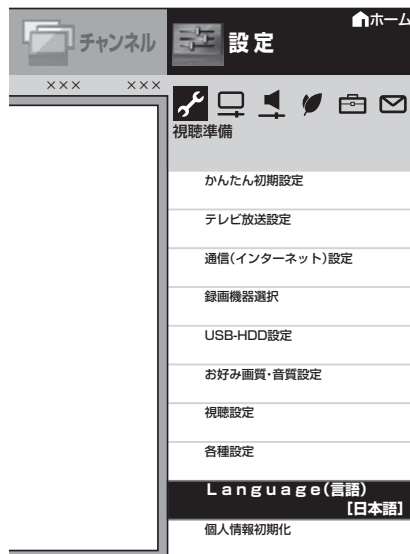 ホーム
チャンネル
設定
××× ×××
視聴準備
かんたん初期設定
テレビ放送設定
通信(インターネット)設定
録画機器選択
USB-HDD設定
お好み画質・音質設定
視聴設定
各種設定
Language(言語)
[日本語]
個人情報初期化